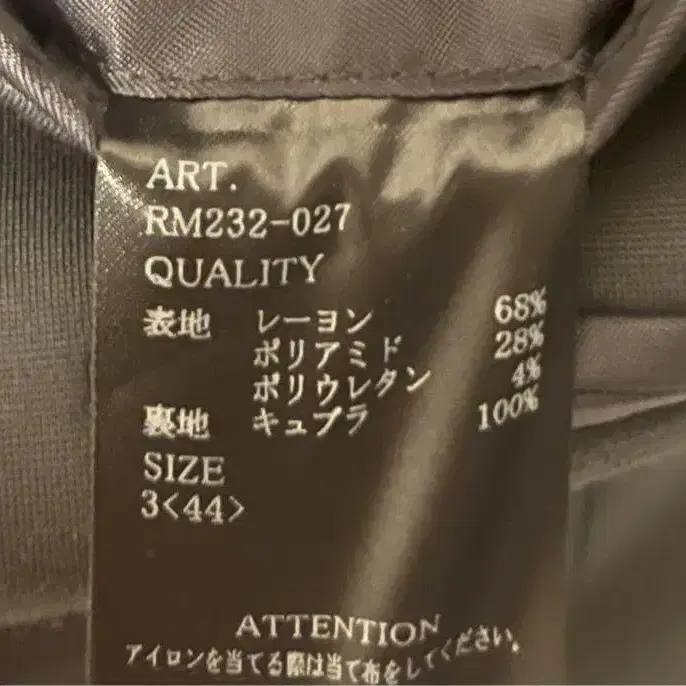 ART.
RM232-027
QUALITY
表地 レーヨン 68%
ポリアミド 28%
ポリウレタン 4%
裏地 キュプラ 100%
SIZE
3<44>
ATTENTION
アイロンを当てる際は当て布をしてください。